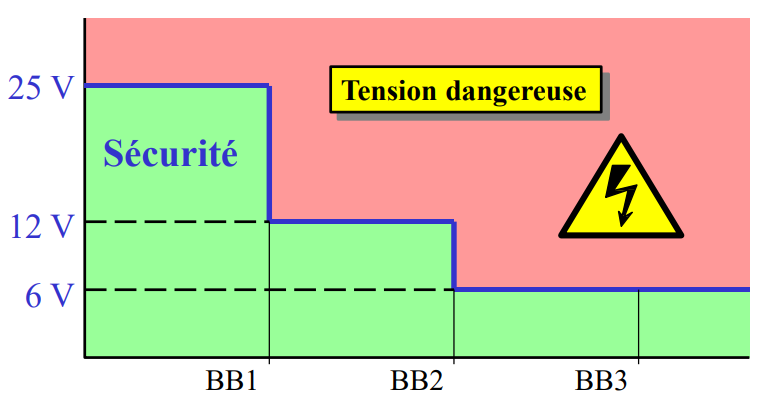 25 V
Tension dangereuse
Sécurité
12 V
6 V
BB1
BB2
BB3